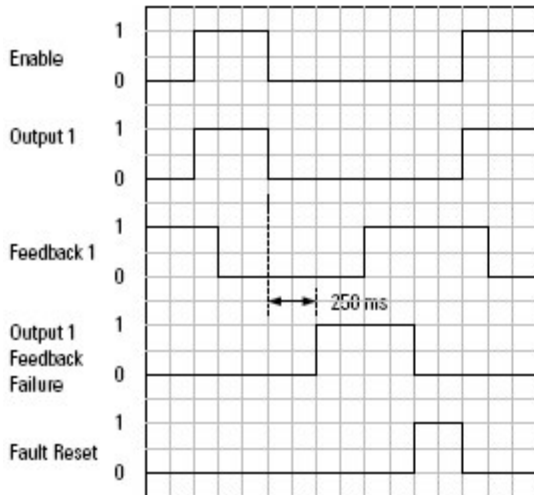 1
Enable
0
1
Output 1
0
1
Feedback 1
0
250 ms
Output 1
1
Feedback
Failure
0
1
Fault Reset
0